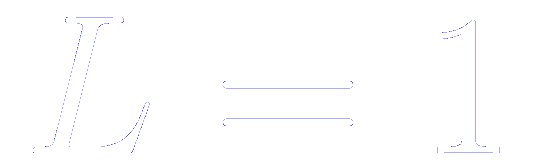 L = 1